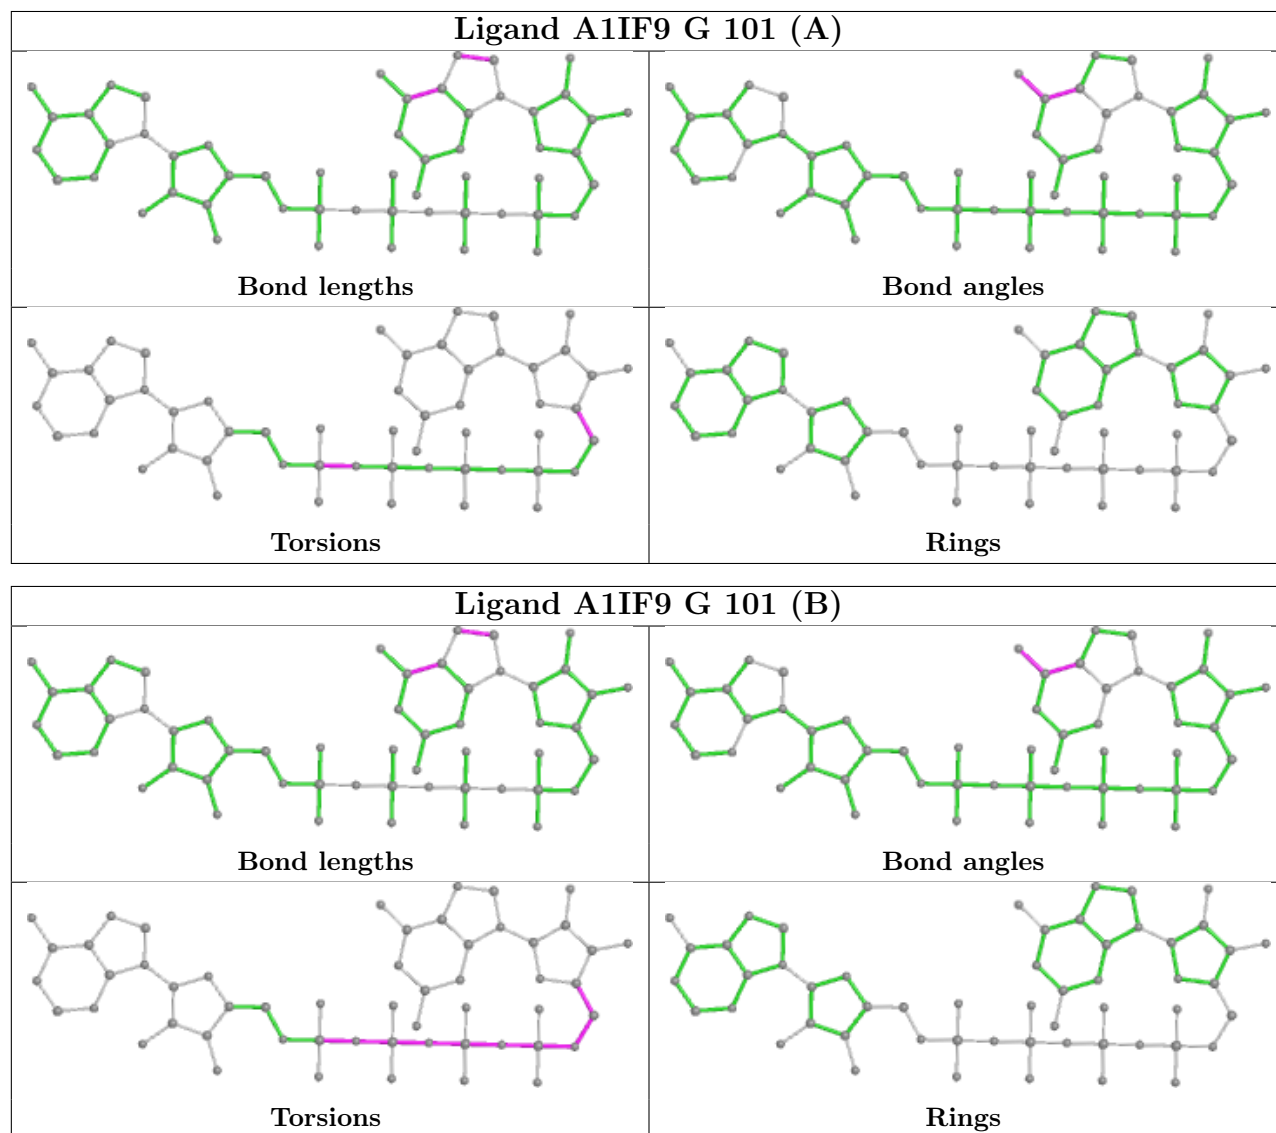 Ligand A1IF9 G 101 (A)
Bond lengths
Bond angles
Torsions
Rings
Ligand A1IF9 G 101 (B)
Bond lengths
Bond angles
Torsions
Rings